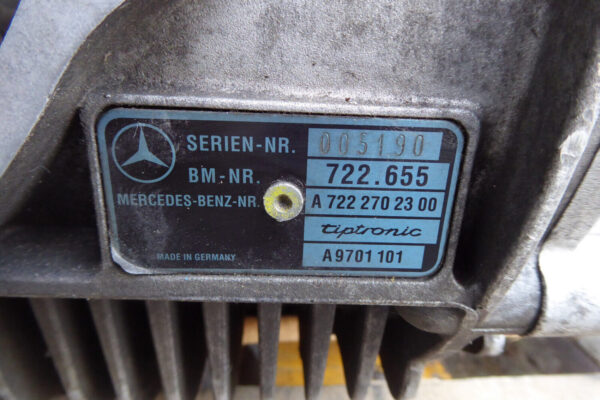 SERIEN-NR. 005190
BM.-NR. 722.655
MERCEDES-BENZ-NR. A 722 270 23 00
tiptronic
MADE IN GERMANY A9701 101